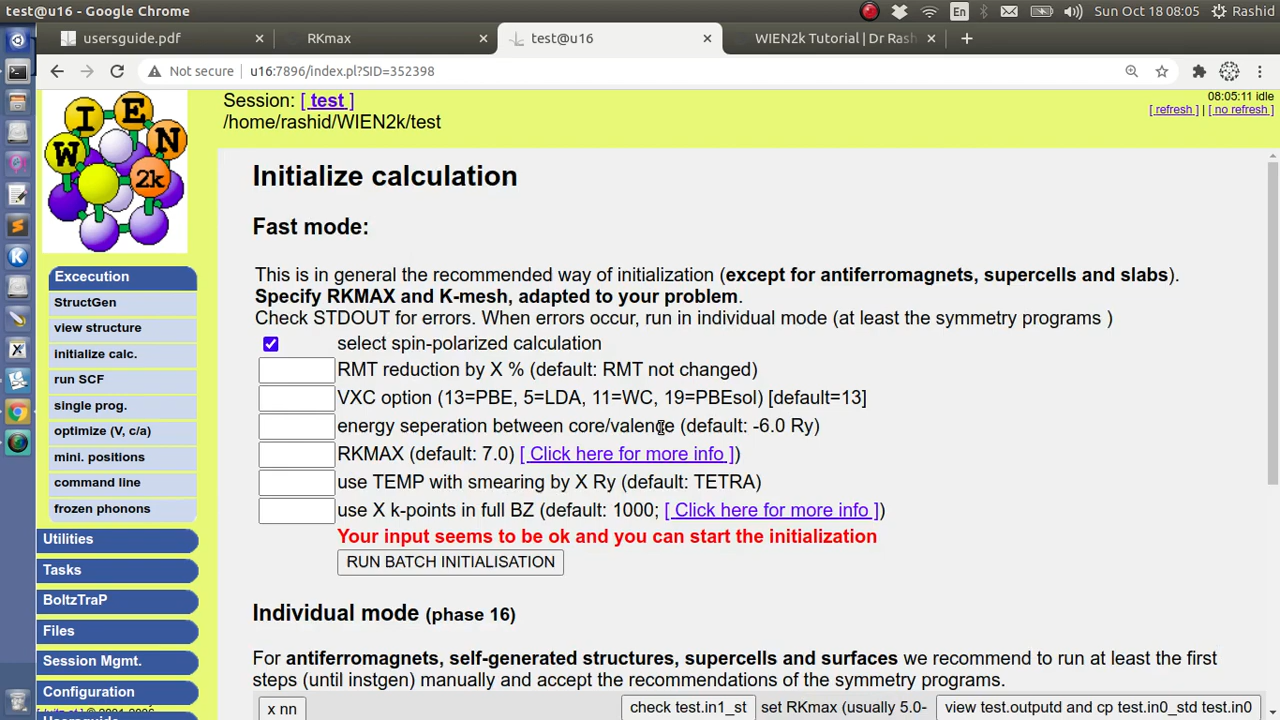 test@u16 - Google Chrome
En
Sun Oct 18 08:05
Rashid
usersguide.pdf
RKmax
test@u16
WIEN2k Tutorial | Dr Rash
Not secure
u16:7896/index.pl?SID=352398
WIEN
2k
Session: [ test ]
/home/rashid/WIEN2k/test
08:05:11 idle
[ refresh ] | [ no refresh ]
Excecution
StructGen
view structure
initialize calc.
run SCF
single prog.
optimize (V, c/a)
mini. positions
command line
frozen phonons
Utilities
Tasks
BoltzTraP
Files
Session Mgmt.
Configuration
Initialize calculation
Fast mode:
This is in general the recommended way of initialization (except for antiferromagnets, supercells and slabs).
Specify RKMAX and K-mesh, adapted to your problem.
Check STDOUT for errors. When errors occur, run in individual mode (at least the symmetry programs )
select spin-polarized calculation
RMT reduction by X % (default: RMT not changed)
VXC option (13=PBE, 5=LDA, 11=WC, 19=PBEsol) [default=13]
energy seperation between core/valence (default: -6.0 Ry)
RKMAX (default: 7.0) [ Click here for more info ])
use TEMP with smearing by X Ry (default: TETRA)
use X k-points in full BZ (default: 1000; [ Click here for more info ])
Your input seems to be ok and you can start the initialization
RUN BATCH INITIALISATION
Individual mode (phase 16)
For antiferromagnets, self-generated structures, supercells and surfaces we recommend to run at least the first
steps (until instgen) manually and accept the recommendations of the symmetry programs.
x nn
check test.in1_st
set RKmax (usually 5.0-
view test.outputd and cp test.in0_std test.in0